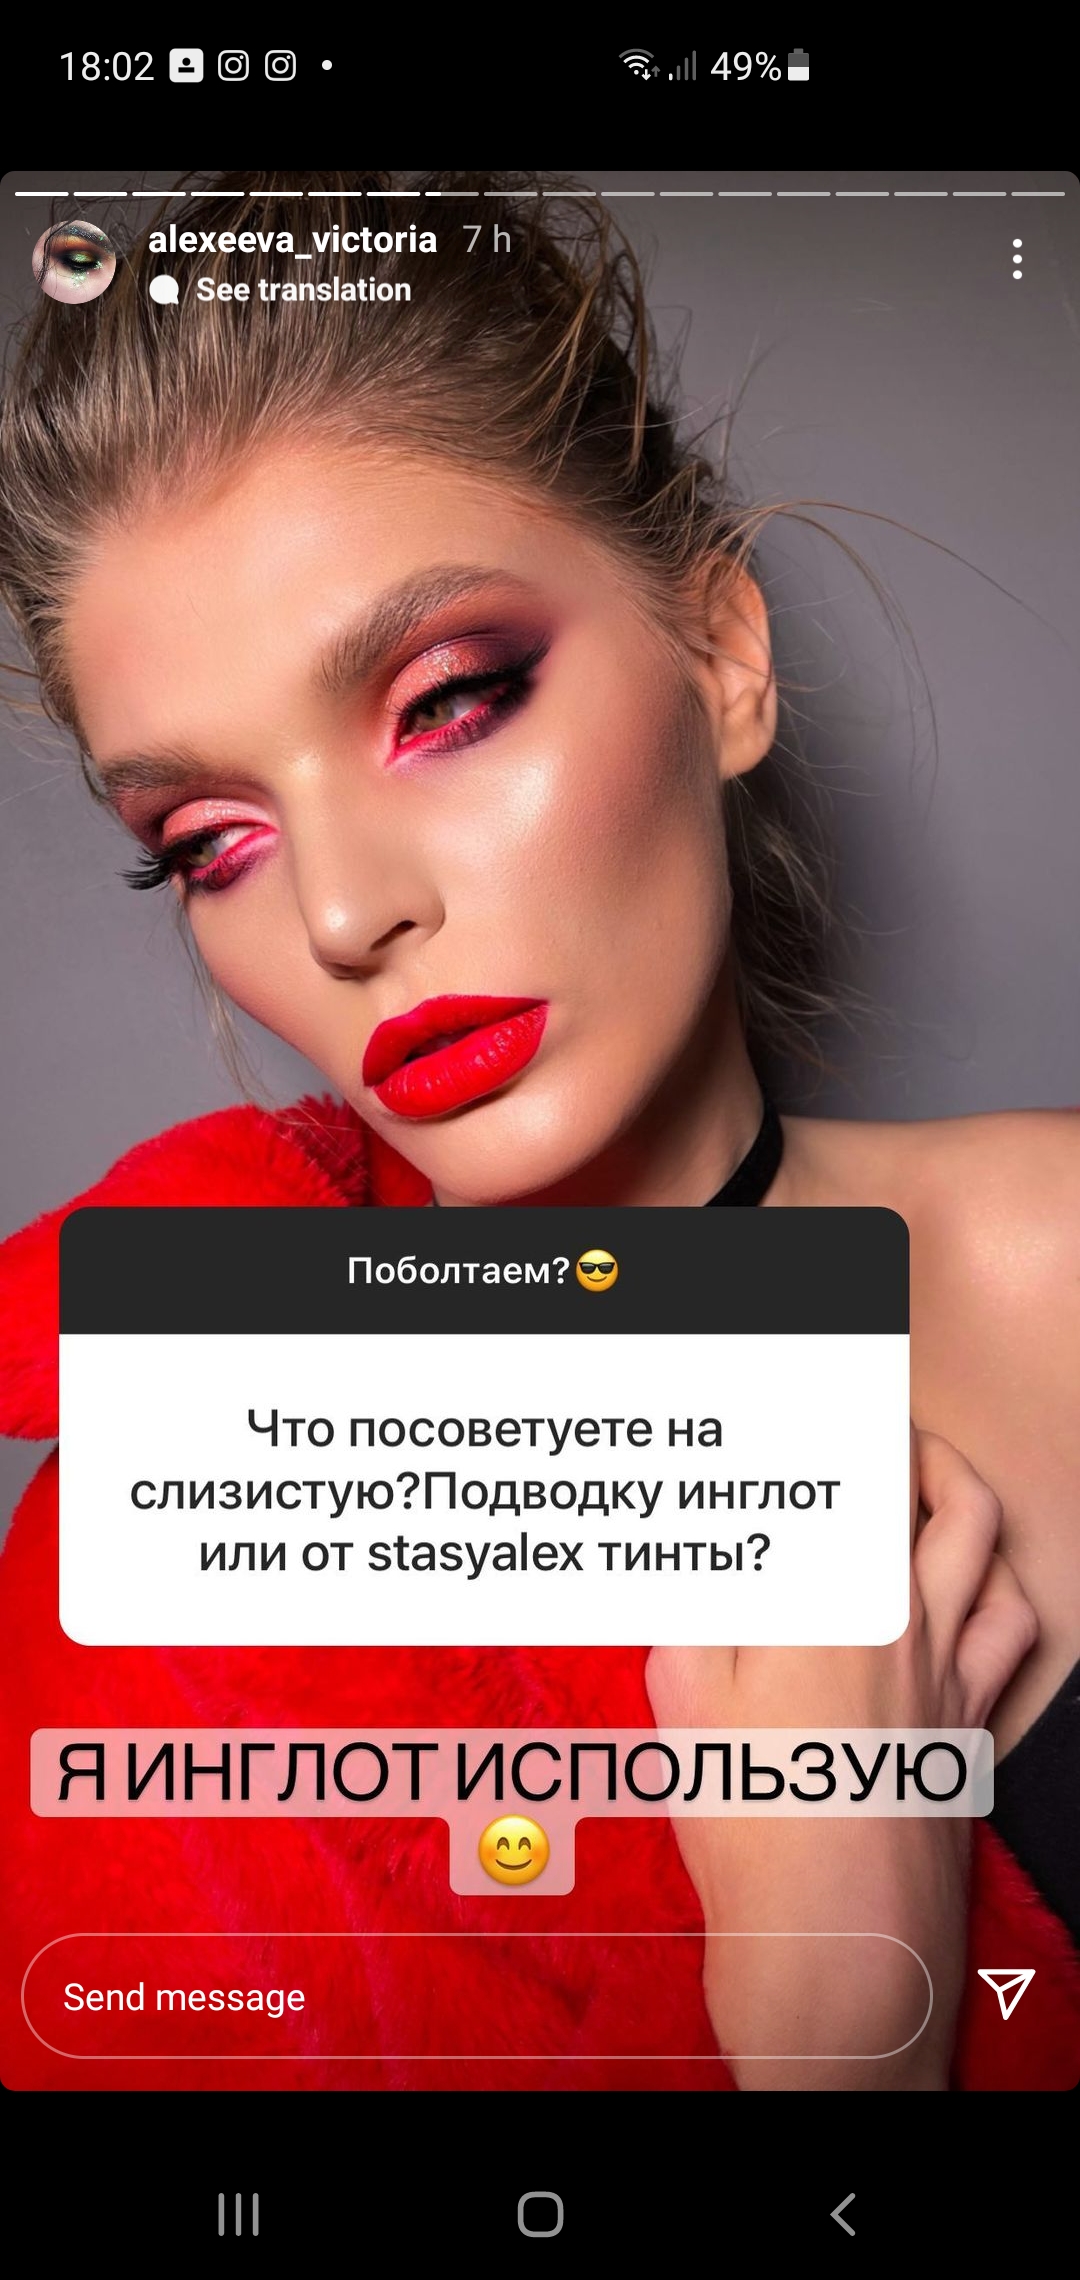 18:02 49%
alexeeva_victoria 7 h
See translation
Поболтаем?😎
Что посоветуете на
слизистую?Подводку инглот
или от stasyalex тинты?
Я ИНГЛОТ ИСПОЛЬЗУЮ
😊
Send message